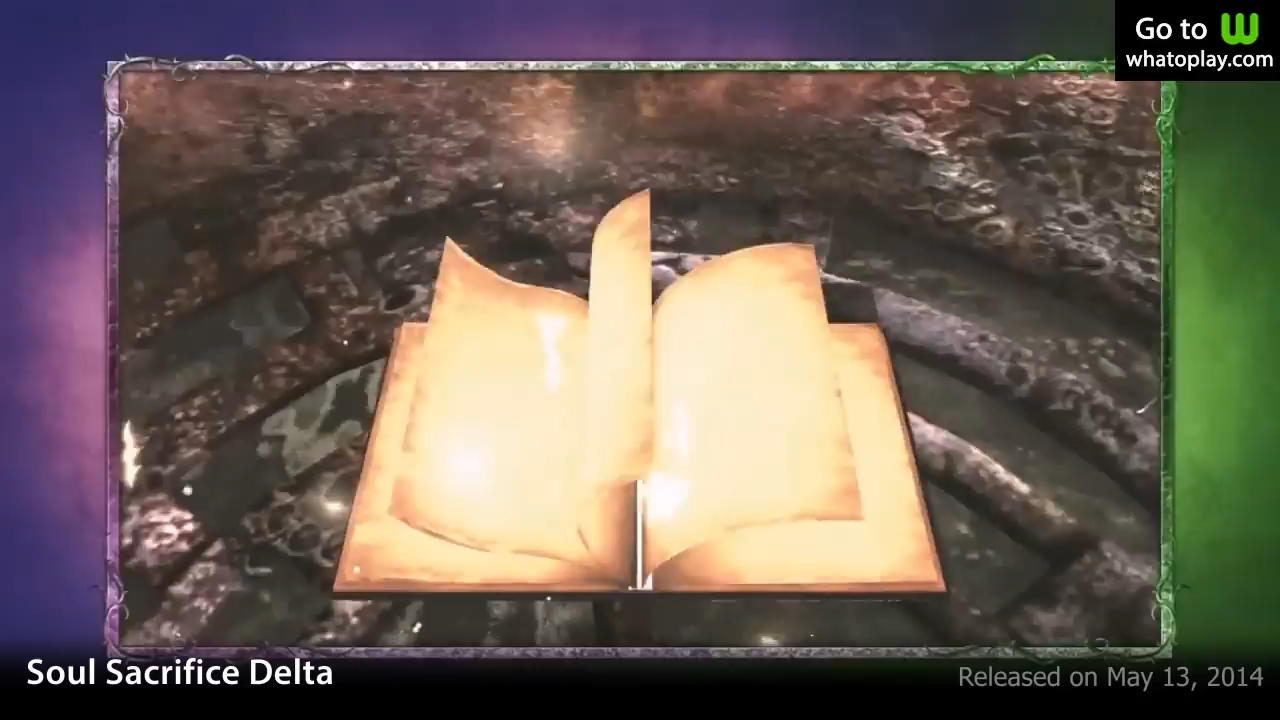 Go to W
whatoplay.com
Soul Sacrifice Delta
Released on May 13, 2014